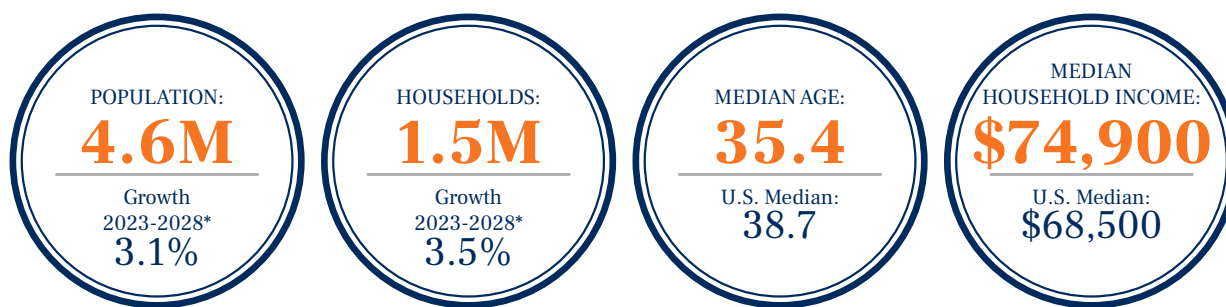 POPULATION:
4.6M
Growth
2023-2028*
3.1%
HOUSEHOLDS:
1.5M
Growth
2023-2028*
3.5%
MEDIAN AGE:
35.4
U.S. Median:
38.7
MEDIAN
HOUSEHOLD INCOME:
$74,900
U.S. Median:
$68,500